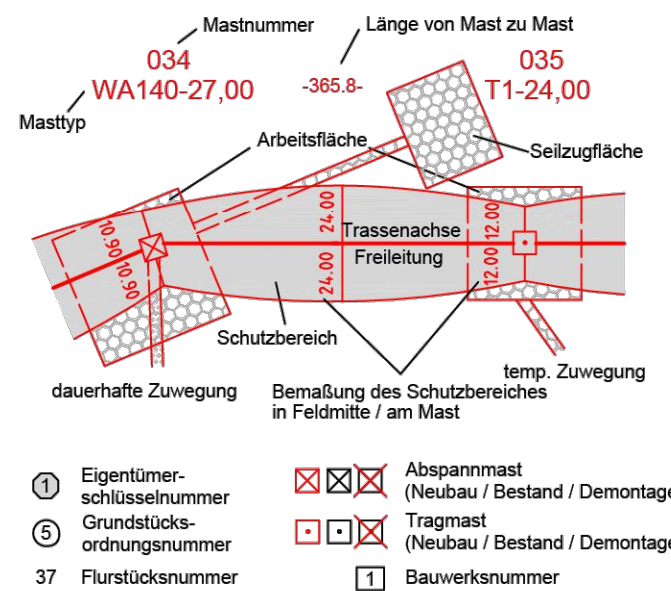 Mastnummer
Länge von Mast zu Mast
034
-365.8-
035
WA140-27,00
T1-24,00
Masttyp
Arbeitsfläche
Seilzugfläche
10.90
10.90
24.00
24.00
Trassenachse
Freileitung
12.00
12.00
Schutzbereich
dauerhafte Zuwegung
temp. Zuwegung
Bemaßung des Schutzbereiches
in Feldmitte / am Mast
1
Eigentümer-
schlüsselnummer
5
Grundstücks-
ordnungsnummer
37 Flurstücksnummer
Abspannmast
(Neubau / Bestand / Demontage
Tragmast
(Neubau / Bestand / Demontage
1 Bauwerksnummer